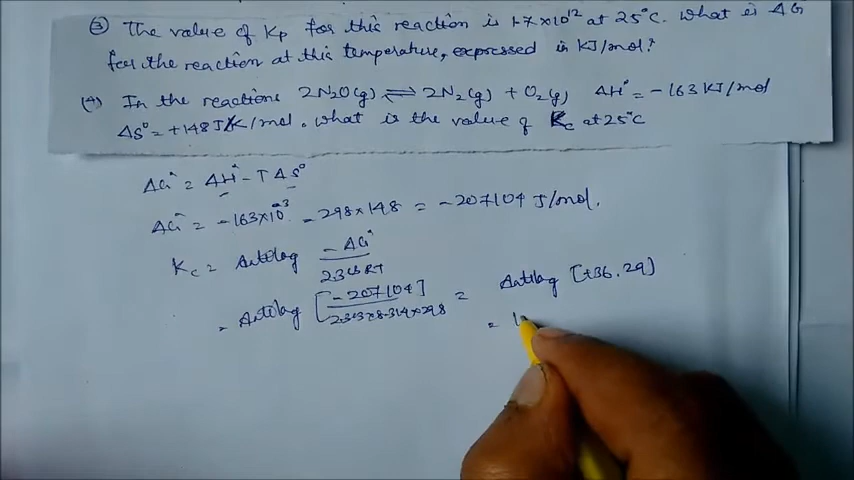 ③ The value of Kp for this reaction is 1.7×10¹² at 25°C. What is ΔG
for the reaction at this temperature, expressed in KJ/mol?
(4) In the reactions 2N2O(g) ⇌ 2N2(g) + O2(g), ΔH° = -163 KJ/mol
ΔS° = +148 J/K/mol. What is the value of Kc at 25°C
ΔG° = ΔH° - TΔS°
ΔG° = -163×10³ - 298×148 = -207104 J/mol.
Kc = Antilog -ΔG°/2.303RT
= Antilog [-207104/2.303×8.314×298] = Antilog [+36.29]
= 1